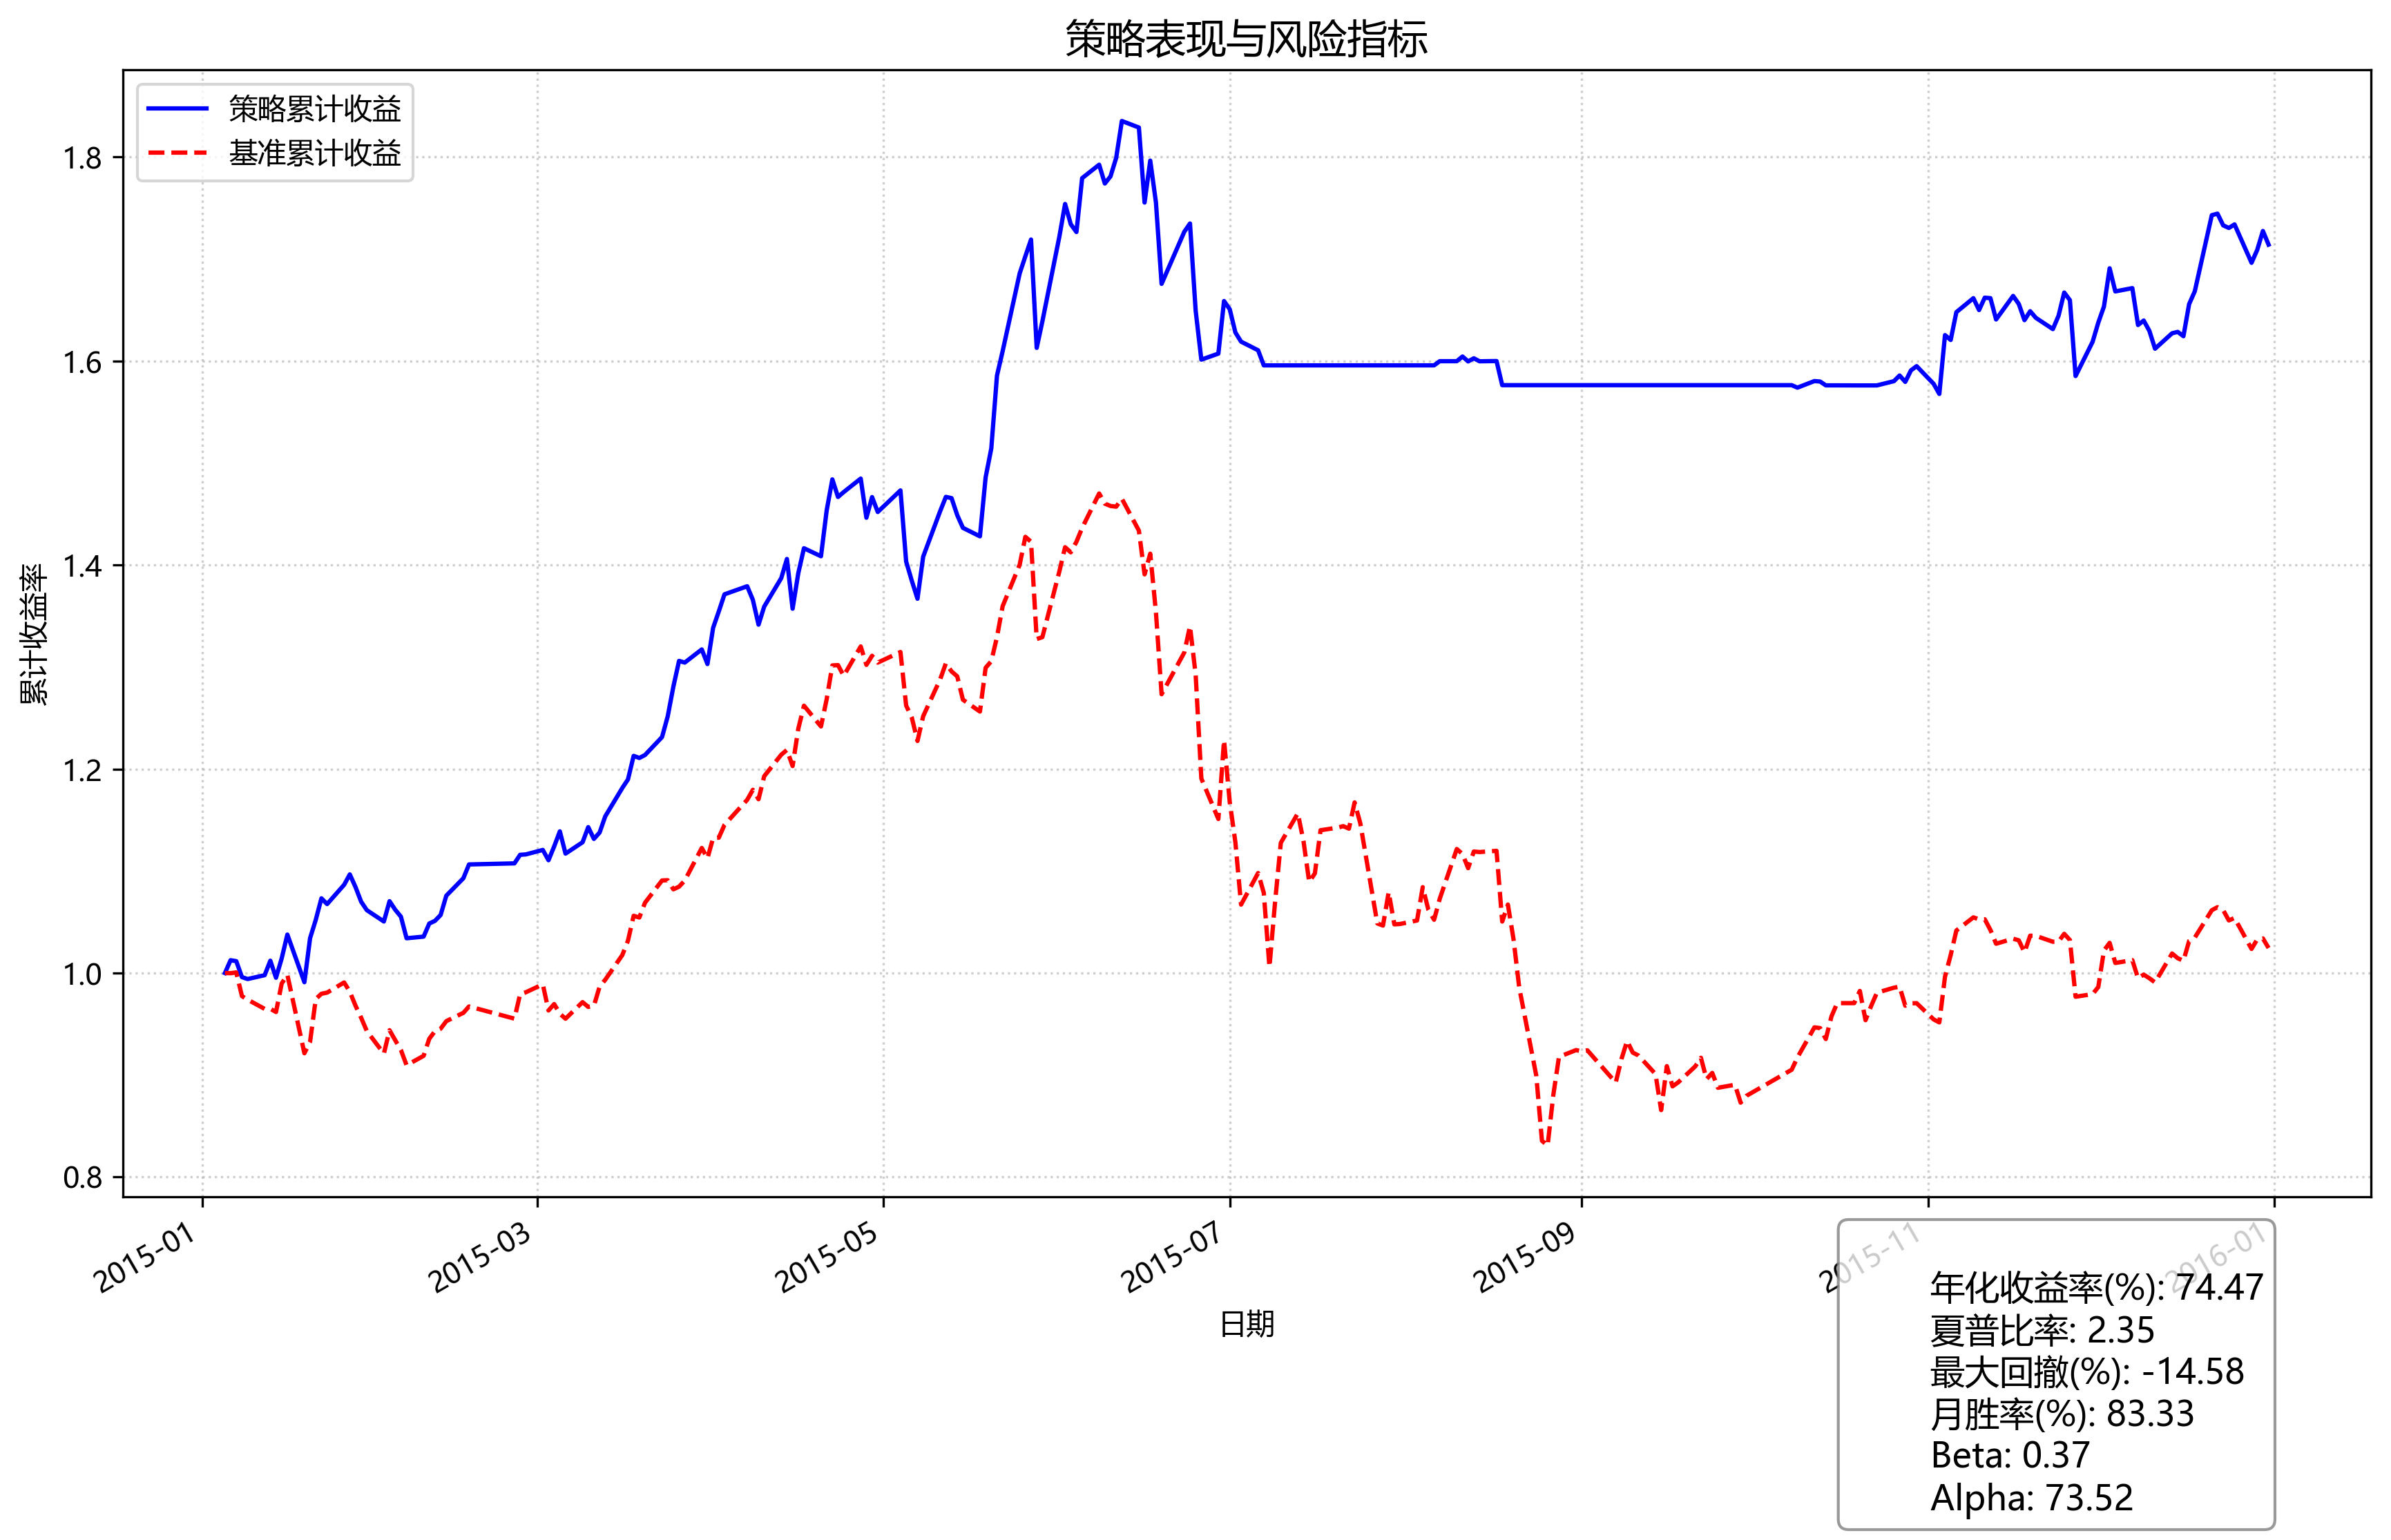 策略表现与风险指标
策略累计收益
基准累计收益
累计收益率
1.8
1.6
1.4
1.2
1.0
0.8
2015-01
2015-03
2015-05
2015-07
2015-09
2015-11
2016-01
日期
年化收益率(%): 74.47
夏普比率: 2.35
最大回撤(%): -14.58
月胜率(%): 83.33
Beta: 0.37
Alpha: 73.52